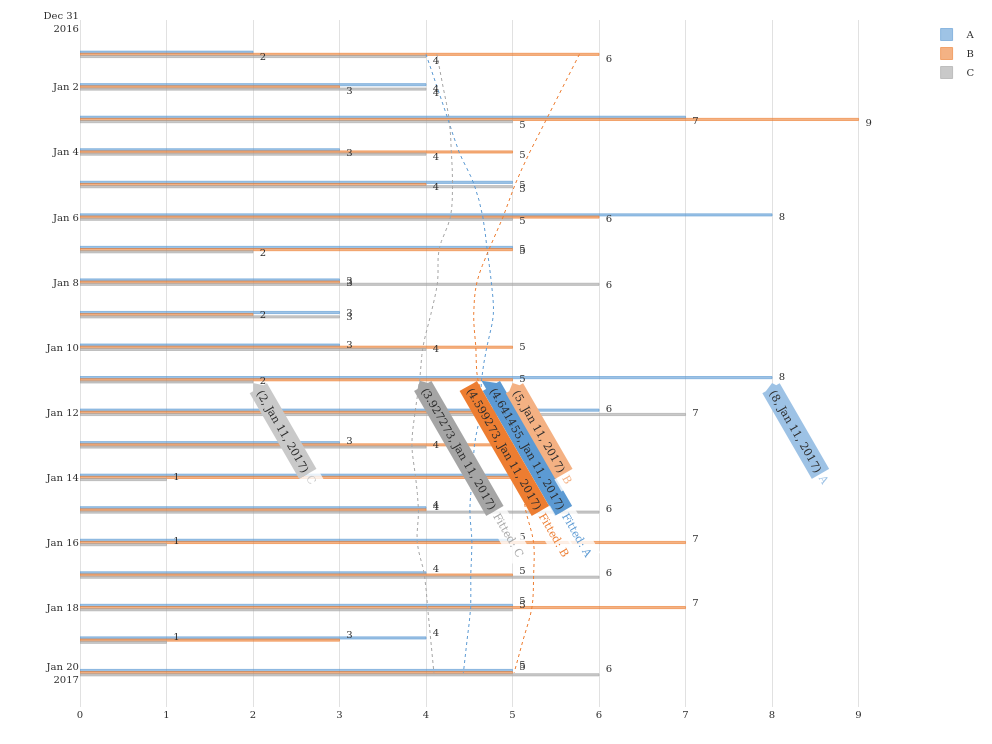 Dec 31
2016
A
B
C
2 4 6
Jan 2 3 4 4
5 7 9
Jan 4 3 4 5
4 5 5
Jan 6 5 6 8
2 5 5
Jan 8 3 3 6
2 3 3
Jan 10 3 4 5
2 5 8
(2, Jan 11, 2017) C
(3.927273, Jan 11, 2017) Fitted: C
(4.599273, Jan 11, 2017) Fitted: B
(4.641455, Jan 11, 2017) Fitted: A
(5, Jan 11, 2017) B
(8, Jan 11, 2017) A
Jan 12 6 7
3 4
Jan 14 1
4 4 6
Jan 16 1 5 7
4 5 6
Jan 18 5 5 7
1 3 4
Jan 20 5 5 6
2017
0 1 2 3 4 5 6 7 8 9